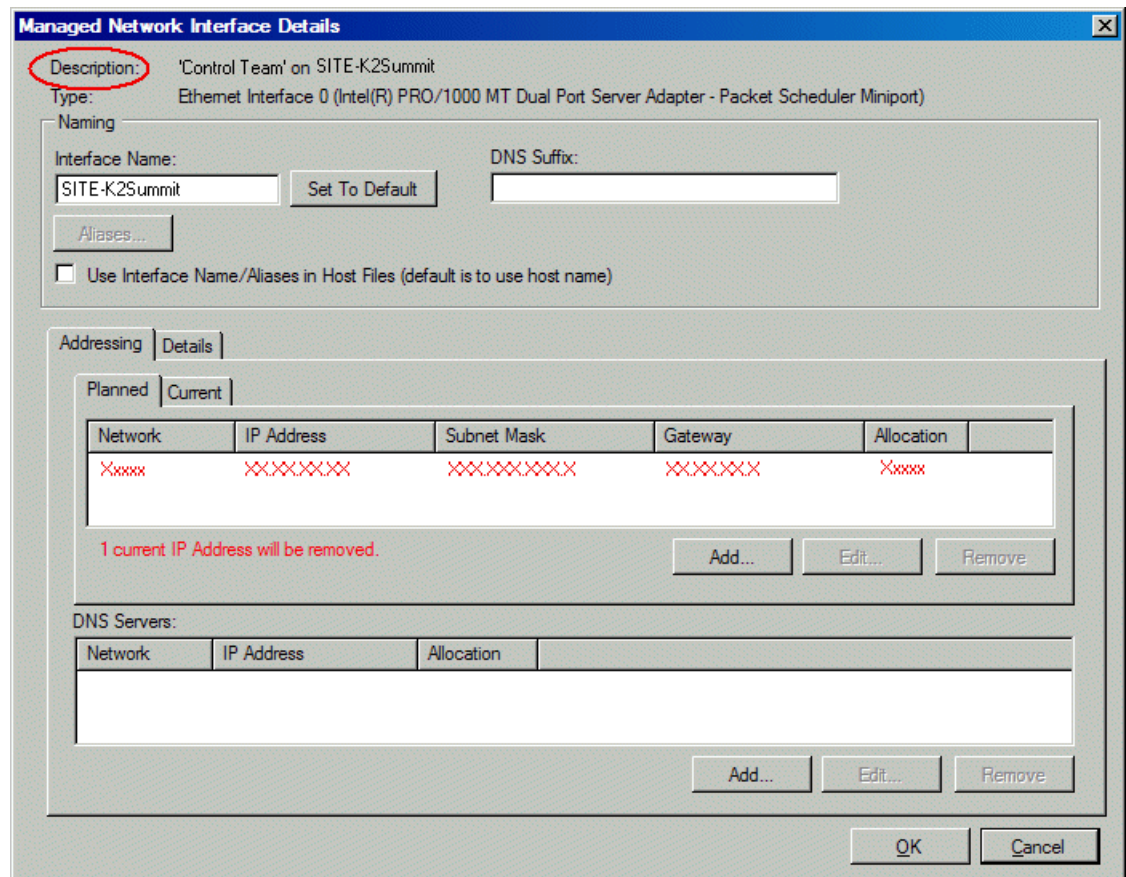 Managed Network Interface Details
Description: 'Control Team' on SITE-K2Summit
Type: Ethernet Interface 0 (Intel(R) PRO/1000 MT Dual Port Server Adapter - Packet Scheduler Miniport)
Naming
Interface Name: DNS Suffix:
SITE-K2Summit Set To Default
Aliases...
Use Interface Name/Aliases in Host Files (default is to use host name)
Addressing Details
Planned Current
Network IP Address Subnet Mask Gateway Allocation
Xxxxx XX.XX.XX.XX XXX.XXX.XXX.X XX.XX.XX.X Xxxxx
1 current IP Address will be removed.
Add... Edit... Remove
DNS Servers:
Network IP Address Allocation
Add... Edit... Remove
OK Cancel